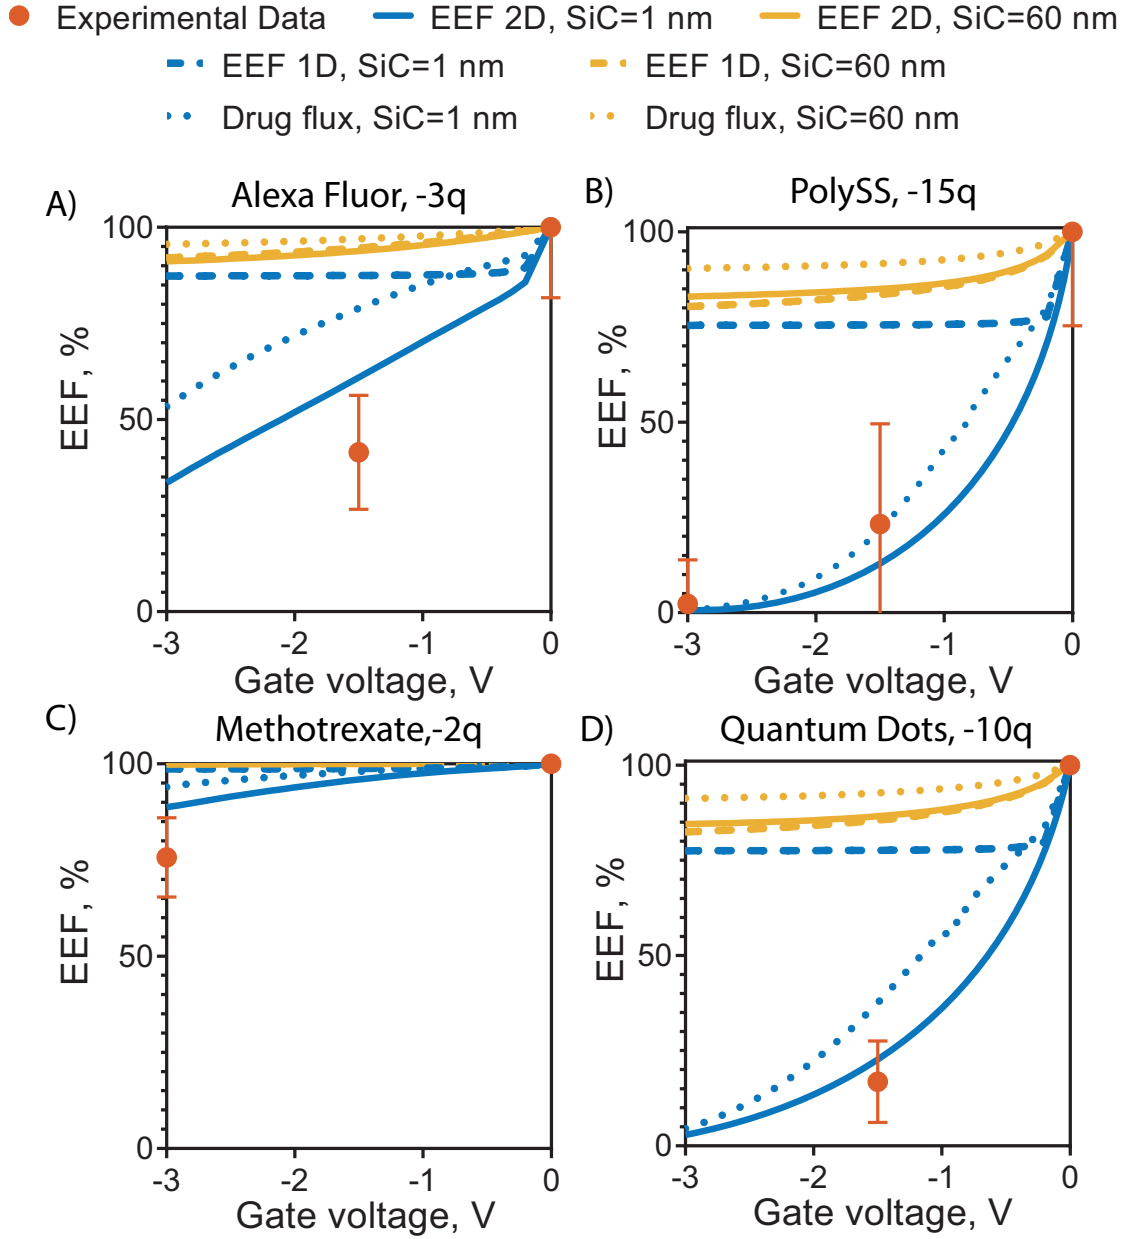 Experimental Data EEF 2D, SiC=1 nm EEF 2D, SiC=60 nm
EEF 1D, SiC=1 nm EEF 1D, SiC=60 nm
Drug flux, SiC=1 nm Drug flux, SiC=60 nm
A) Alexa Fluor, -3q
100
50
0
EEF, %
-3 -2 -1 0
Gate voltage, V
B) PolySS, -15q
100
50
0
EEF, %
-3 -2 -1 0
Gate voltage, V
C) Methotrexate,-2q
100
50
0
EEF, %
-3 -2 -1 0
Gate voltage, V
D) Quantum Dots, -10q
100
50
0
EEF, %
-3 -2 -1 0
Gate voltage, V